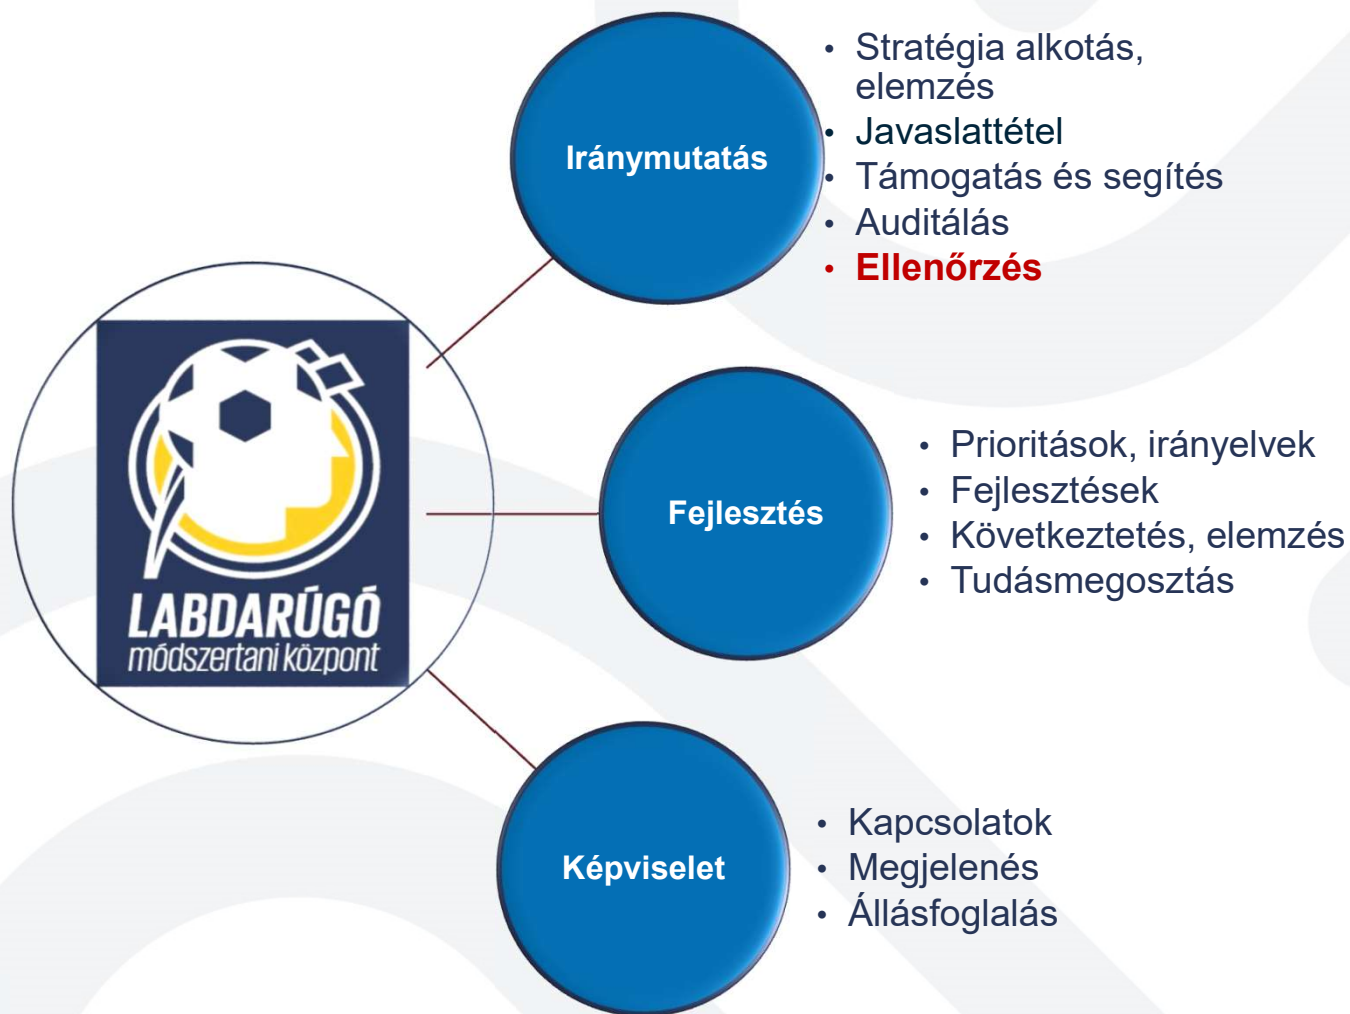 Iránymutatás
• Stratégia alkotás,
elemzés
• Javaslattétel
• Támogatás és segítés
• Auditálás
• Ellenőrzés
LABDARÚGÓ
módszertani központ
Fejlesztés
• Prioritások, irányelvek
• Fejlesztések
• Következtetés, elemzés
• Tudásmegosztás
Képviselet
• Kapcsolatok
• Megjelenés
• Állásfoglalás